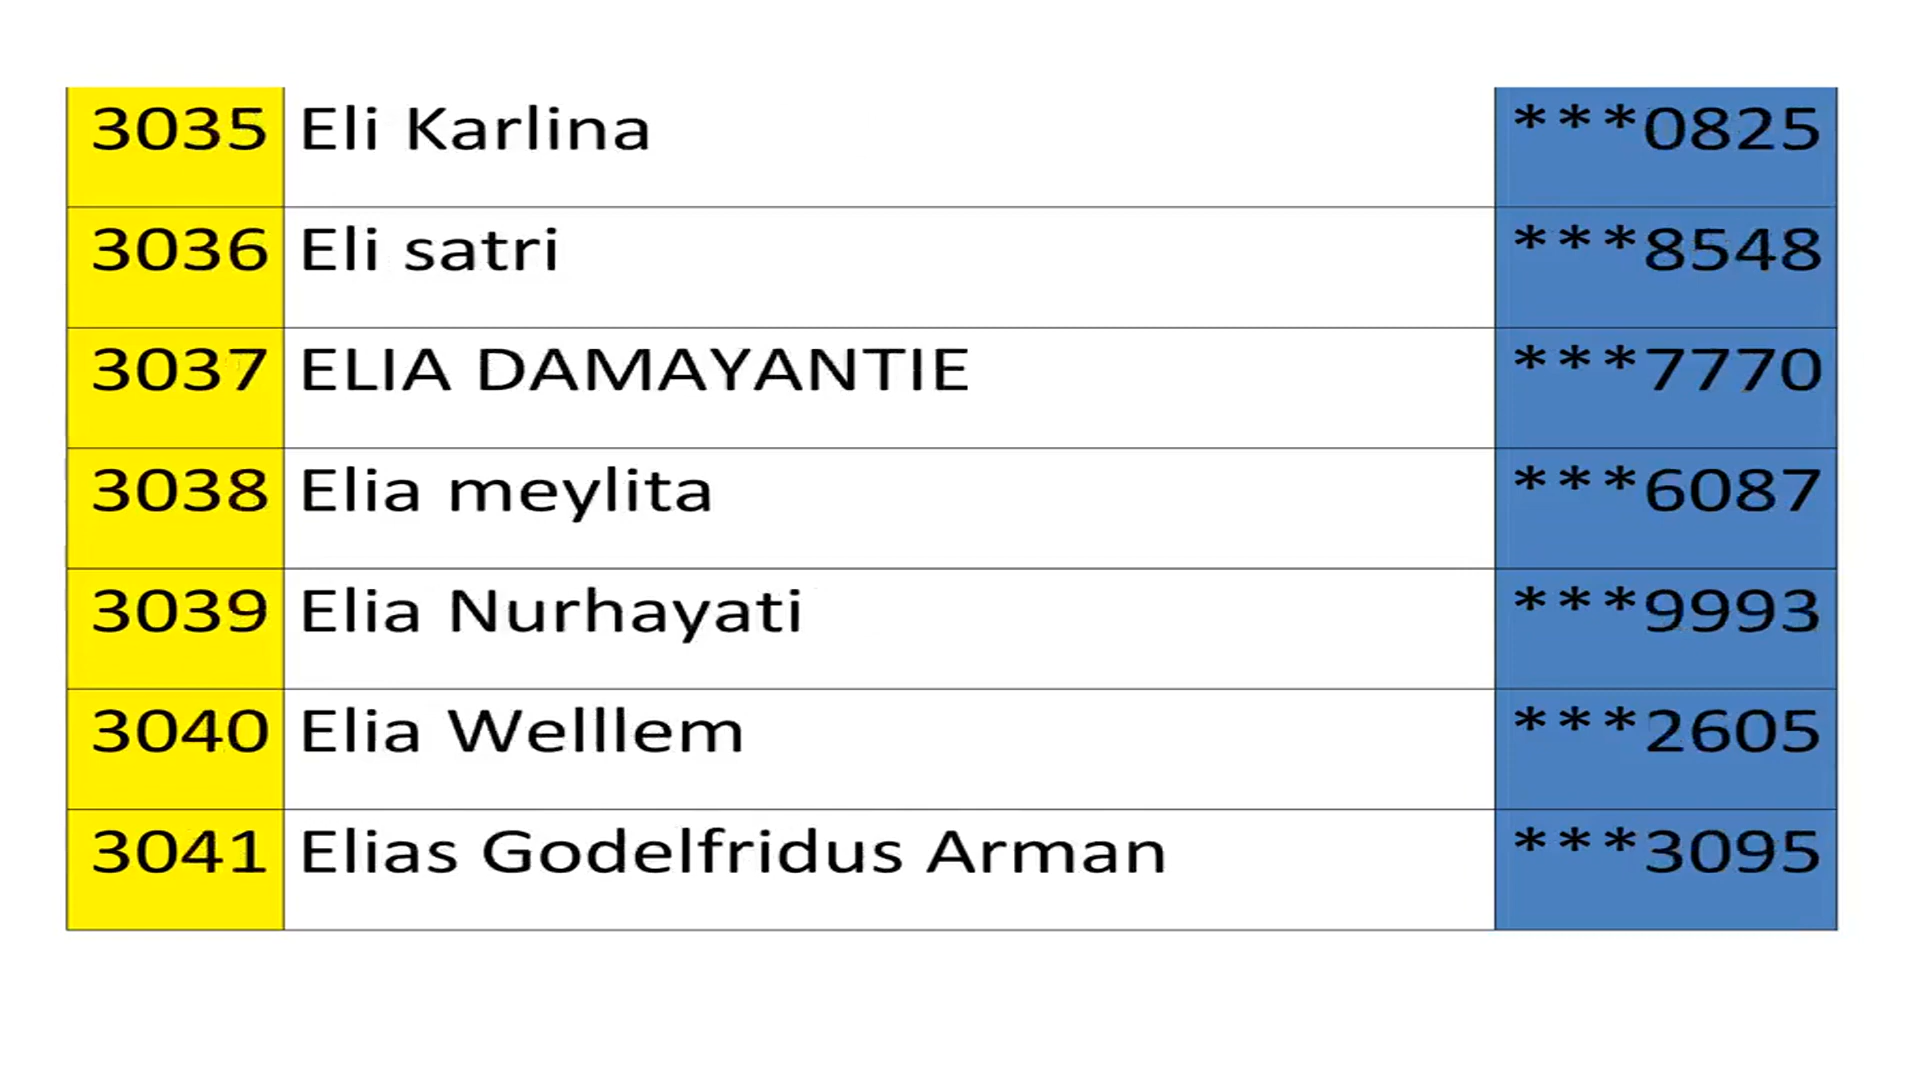 3035 Eli Karlina ***0825
3036 Eli satri ***8548
3037 ELIA DAMAYANTIE ***7770
3038 Elia meylita ***6087
3039 Elia Nurhayati ***9993
3040 Elia Welllem ***2605
3041 Elias Godelfridus Arman ***3095